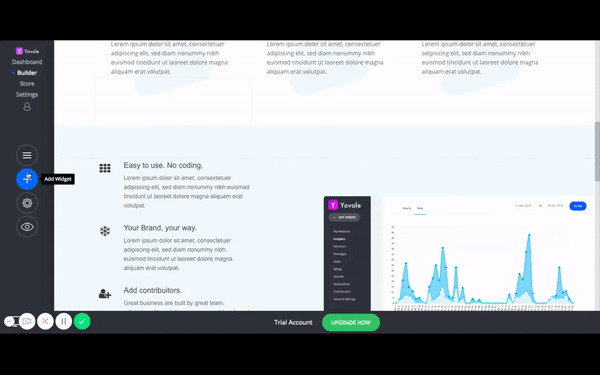 Yovale
Dashboard
Builder
Store
Settings
Add Widget
Lorem ipsum dolor sit amet, consectetuer
adipiscing elit, sed diam nonummy nibh
euismod tincidunt ut laoreet dolore magna
aliquam erat volutpat.
Lorem ipsum dolor sit amet, consectetuer
adipiscing elit, sed diam nonummy nibh
euismod tincidunt ut laoreet dolore magna
aliquam erat volutpat.
Lorem ipsum dolor sit amet, consectetuer
adipiscing elit, sed diam nonummy nibh
euismod tincidunt ut laoreet dolore magna
aliquam erat volutpat.
Easy to use. No coding.
Lorem ipsum dolor sit amet, consectetuer
adipiscing elit, sed diam nonummy nibh euismod
tincidunt ut laoreet dolore magna aliquam erat
volutpat.
Your Brand, your way.
Lorem ipsum dolor sit amet,
consectetuer adipiscing elit, sed
diam nonummy nibh euismod
tincidunt ut laoreet dolore magna
aliquam erat volutpat.
Add contribuitors.
Great business are built by great team.
Yovale
Analytics
Trial Account
UPGRADE NOW